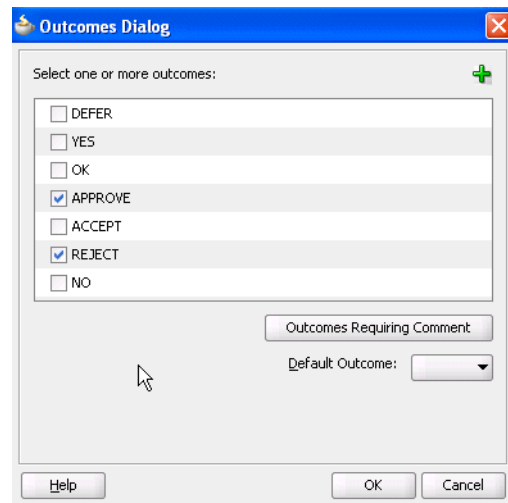 Outcomes Dialog
Select one or more outcomes:
DEFER
YES
OK
APPROVE
ACCEPT
REJECT
NO
Outcomes Requiring Comment
Default Outcome:
Help OK Cancel